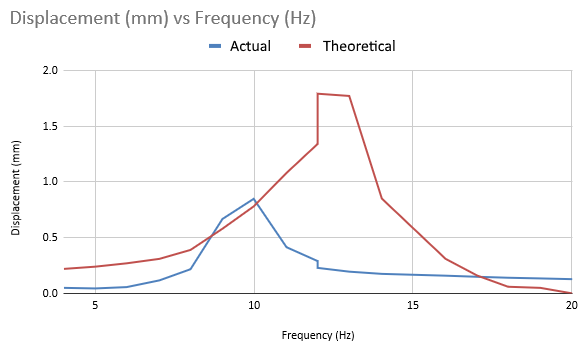 Displacement (mm) vs Frequency (Hz)
Actual Theoretical
2.0
1.5
1.0
0.5
0.0
Displacement (mm)
5 10 15 20
Frequency (Hz)